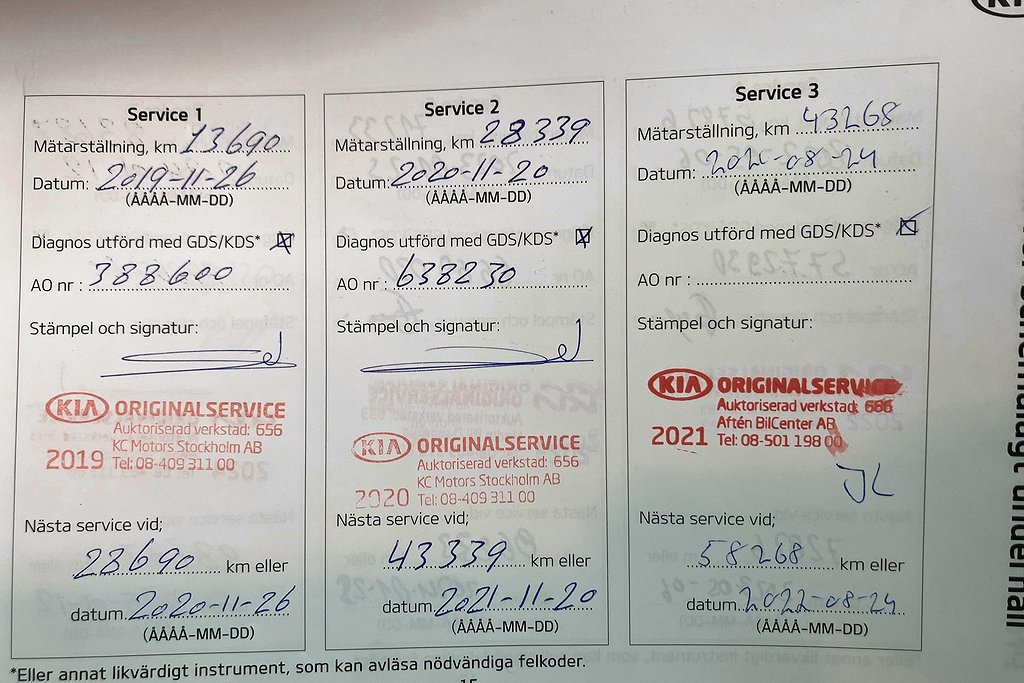 KIA
Service 1
Mätarställning, km 13690
Datum: 2019-11-26
(ÅÅÅÅ-MM-DD)
Diagnos utförd med GDS/KDS*
AO nr : 388600
Stämpel och signatur:
KIA ORIGINALSERVICE
Auktoriserad verkstad: 656
KC Motors Stockholm AB
2019 Tel: 08-409 311 00
Nästa service vid;
28690 km eller
datum. 2020-11-26
(ÅÅÅÅ-MM-DD)
Service 2
Mätarställning, km 28339
Datum: 2020-11-20
(ÅÅÅÅ-MM-DD)
Diagnos utförd med GDS/KDS*
AO nr : 638230
Stämpel och signatur:
KIA ORIGINALSERVICE
Auktoriserad verkstad: 656
KC Motors Stockholm AB
2020 Tel: 08-409 311 00
Nästa service vid;
43339 km eller
datum. 2021-11-20
(ÅÅÅÅ-MM-DD)
Service 3
Mätarställning, km 43268
Datum: 2021-08-24
(ÅÅÅÅ-MM-DD)
Diagnos utförd med GDS/KDS*
AO nr :
Stämpel och signatur:
KIA ORIGINALSERVICE
Auktoriserad verkstad
Aftén BilCenter AB
2021 Tel: 08-501 198 00
JL
Nästa service vid;
58268 km eller
datum. 2022-08-24
(ÅÅÅÅ-MM-DD)
*Eller annat likvärdigt instrument, som kan avläsa nödvändiga felkoder.
underhåll